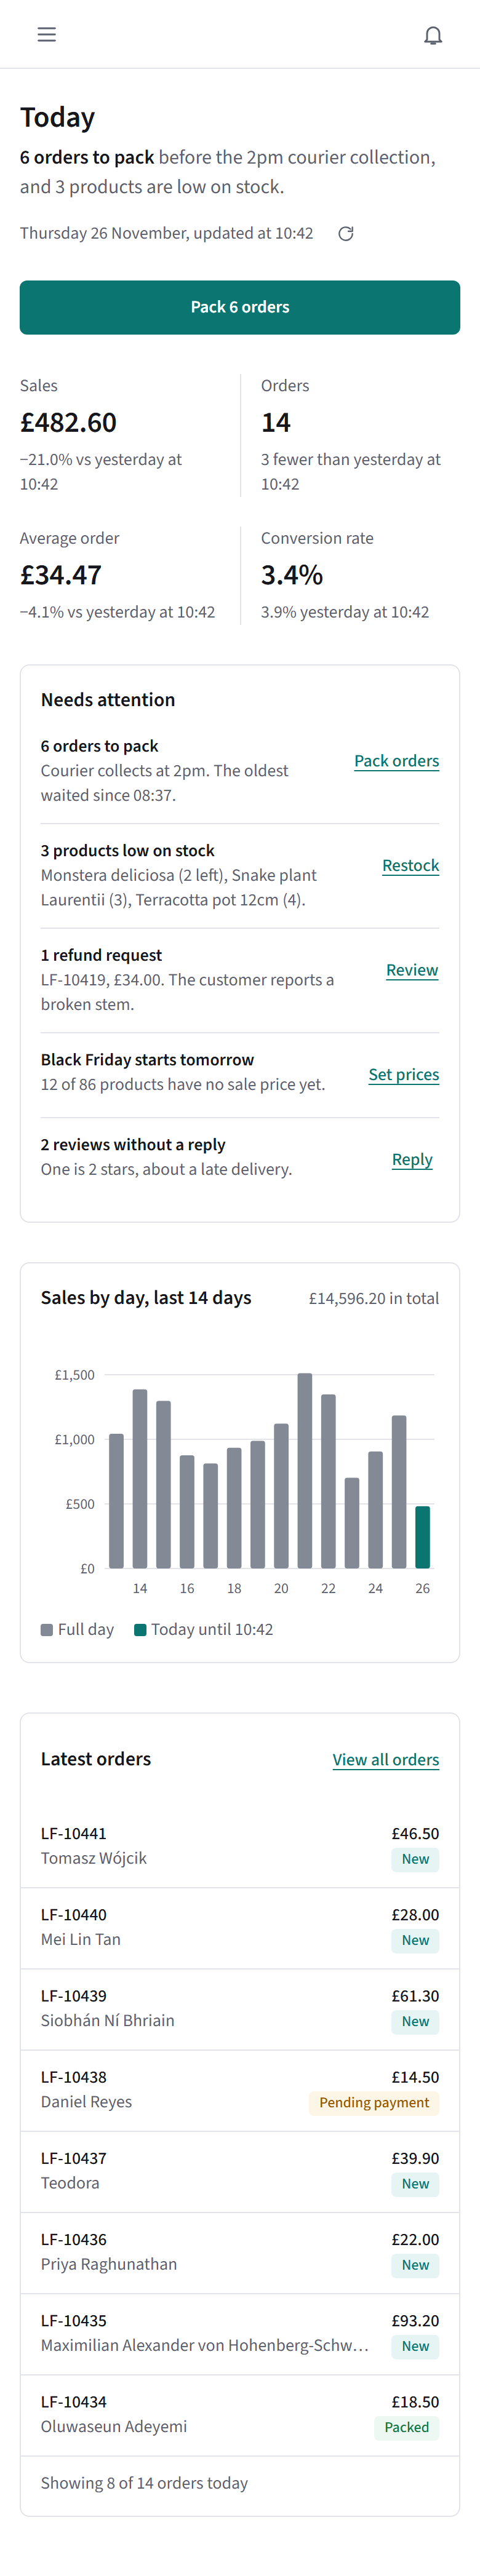 Today
6 orders to pack before the 2pm courier collection,
and 3 products are low on stock.
Thursday 26 November, updated at 10:42
Pack 6 orders
Sales
£482.60
−21.0% vs yesterday at
10:42
Orders
14
3 fewer than yesterday at
10:42
Average order
£34.47
−4.1% vs yesterday at 10:42
Conversion rate
3.4%
3.9% yesterday at 10:42
Needs attention
6 orders to pack
Courier collects at 2pm. The oldest
waited since 08:37.
Pack orders
3 products low on stock
Monstera deliciosa (2 left), Snake plant
Laurentii (3), Terracotta pot 12cm (4).
Restock
1 refund request
LF-10419, £34.00. The customer reports a
broken stem.
Review
Black Friday starts tomorrow
12 of 86 products have no sale price yet.
Set prices
2 reviews without a reply
One is 2 stars, about a late delivery.
Reply
Sales by day, last 14 days
£14,596.20 in total
£1,500
£1,000
£500
£0
14 16 18 20 22 24 26
Full day
Today until 10:42
Latest orders
View all orders
LF-10441
Tomasz Wójcik
£46.50
New
LF-10440
Mei Lin Tan
£28.00
New
LF-10439
Siobhán Ní Bhriain
£61.30
New
LF-10438
Daniel Reyes
£14.50
Pending payment
LF-10437
Teodora
£39.90
New
LF-10436
Priya Raghunathan
£22.00
New
LF-10435
Maximilian Alexander von Hohenberg-Schw…
£93.20
New
LF-10434
Oluwaseun Adeyemi
£18.50
Packed
Showing 8 of 14 orders today